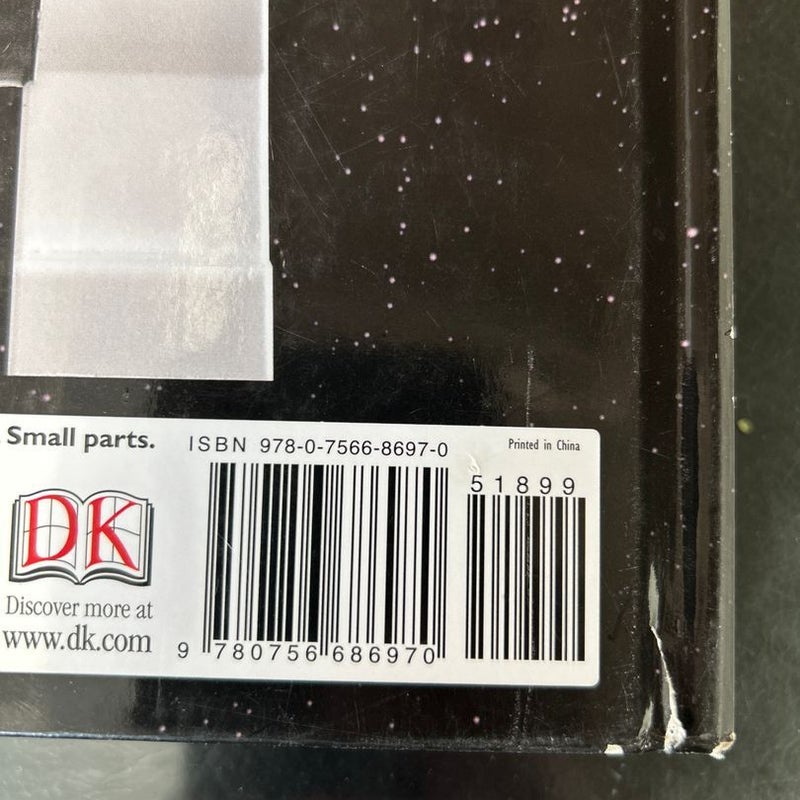 Small parts.
ISBN 978-0-7566-8697-0
Printed in China
51899
DK
Discover more at
www.dk.com
9 780756 686970